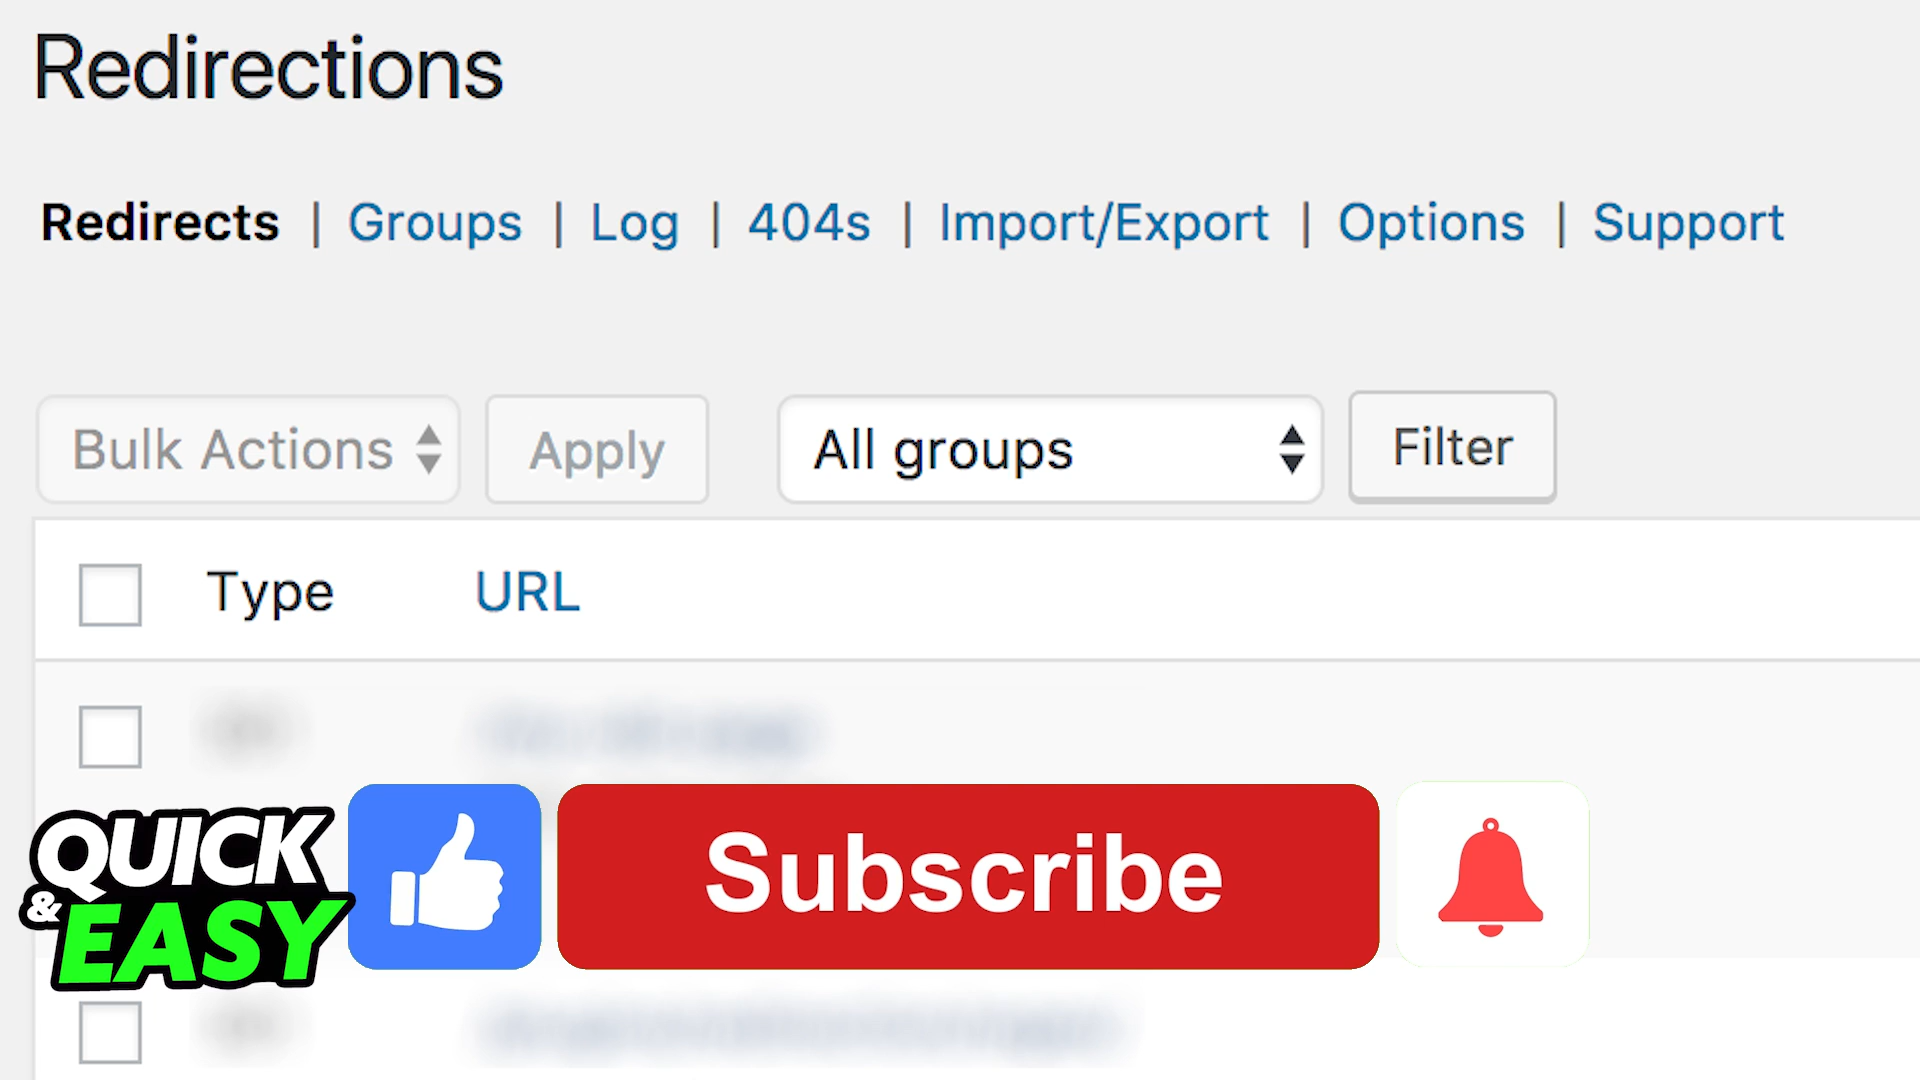 Redirections
Redirects | Groups | Log | 404s | Import/Export | Options | Support
Bulk Actions Apply All groups Filter
Type URL
QUICK
& EASY
Subscribe